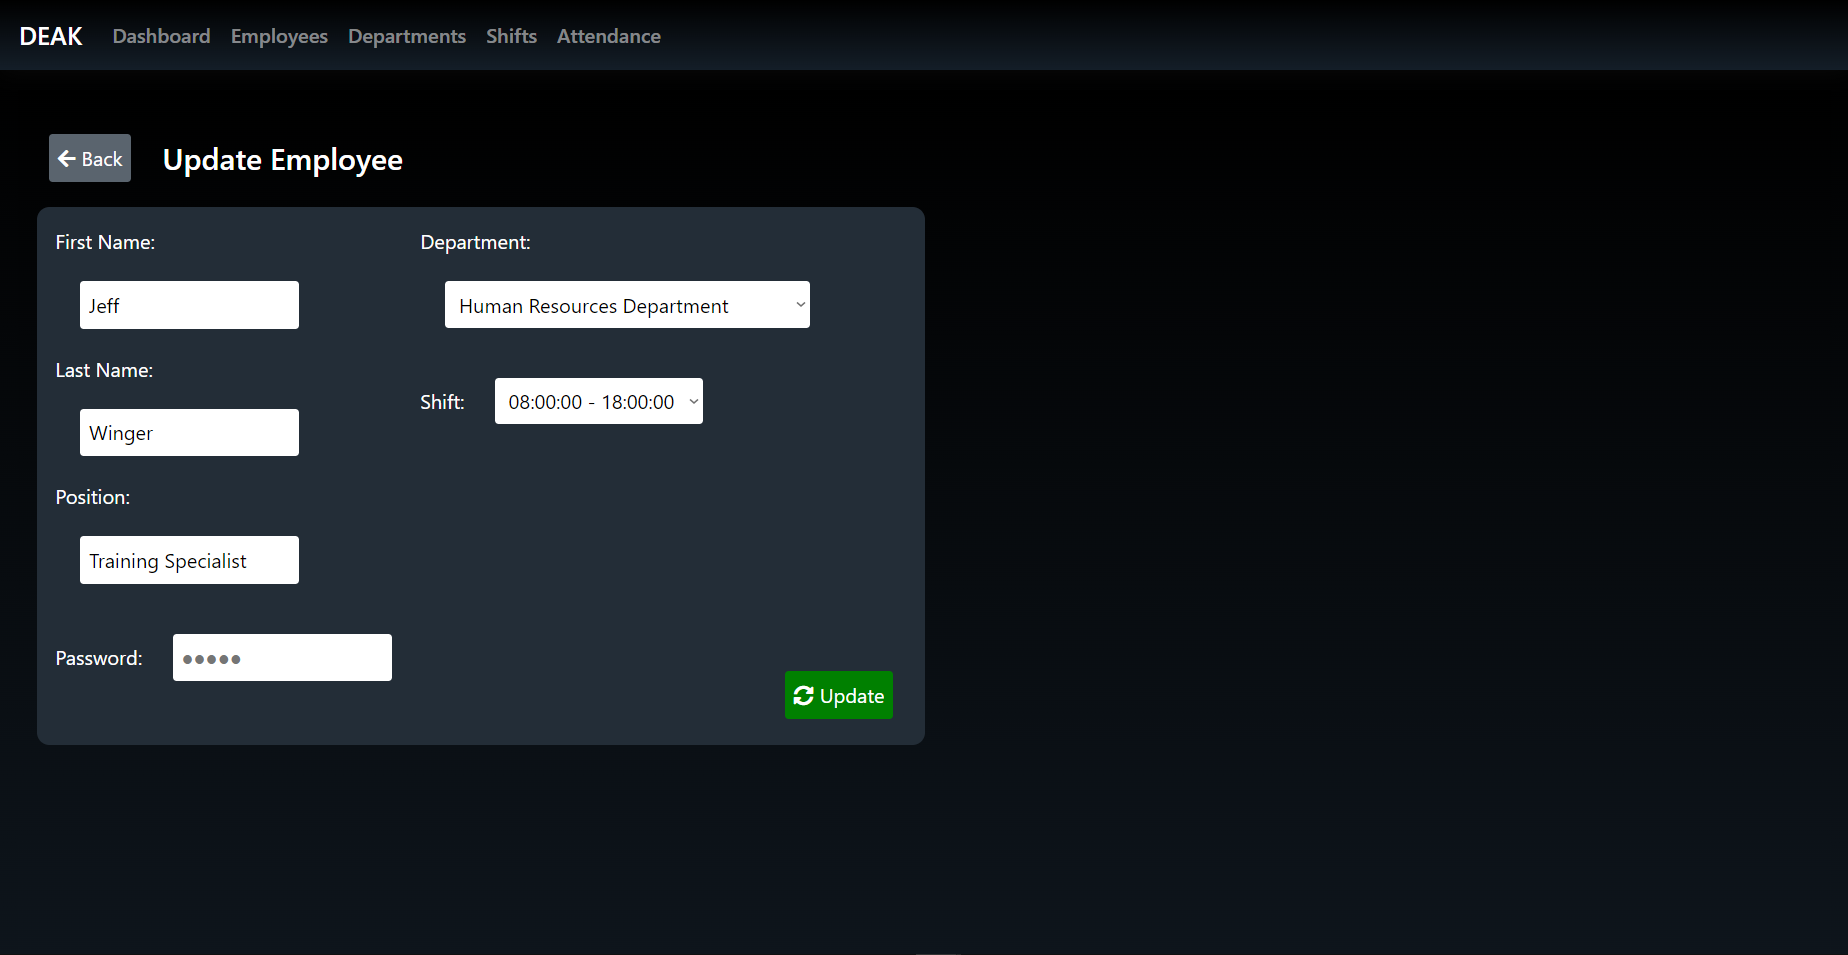 DEAK Dashboard Employees Departments Shifts Attendance
Back Update Employee
First Name:
Jeff
Last Name:
Winger
Position:
Training Specialist
Password:
●●●●●
Department:
Human Resources Department
Shift: 08:00:00 - 18:00:00
Update